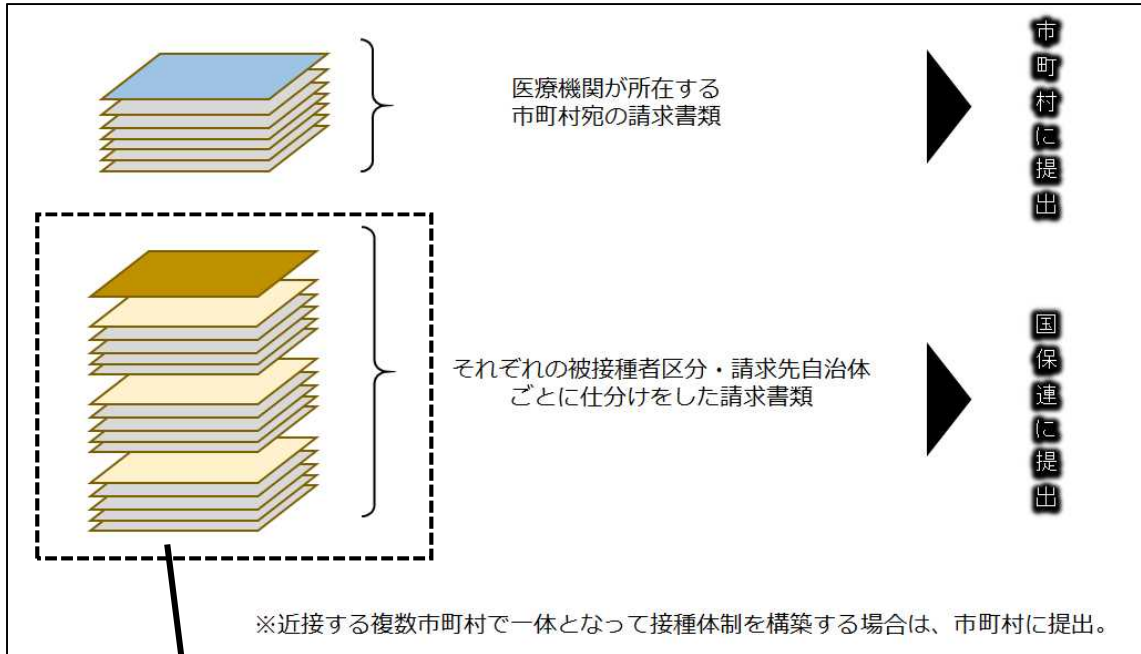 医療機関が所在する
市町村宛の請求書類
市町村に提出
それぞれの被接種者区分・請求先自治体
ごとに仕分けをした請求書類
国保連に提出
※近接する複数市町村で一体となって接種体制を構築する場合は、市町村に提出。